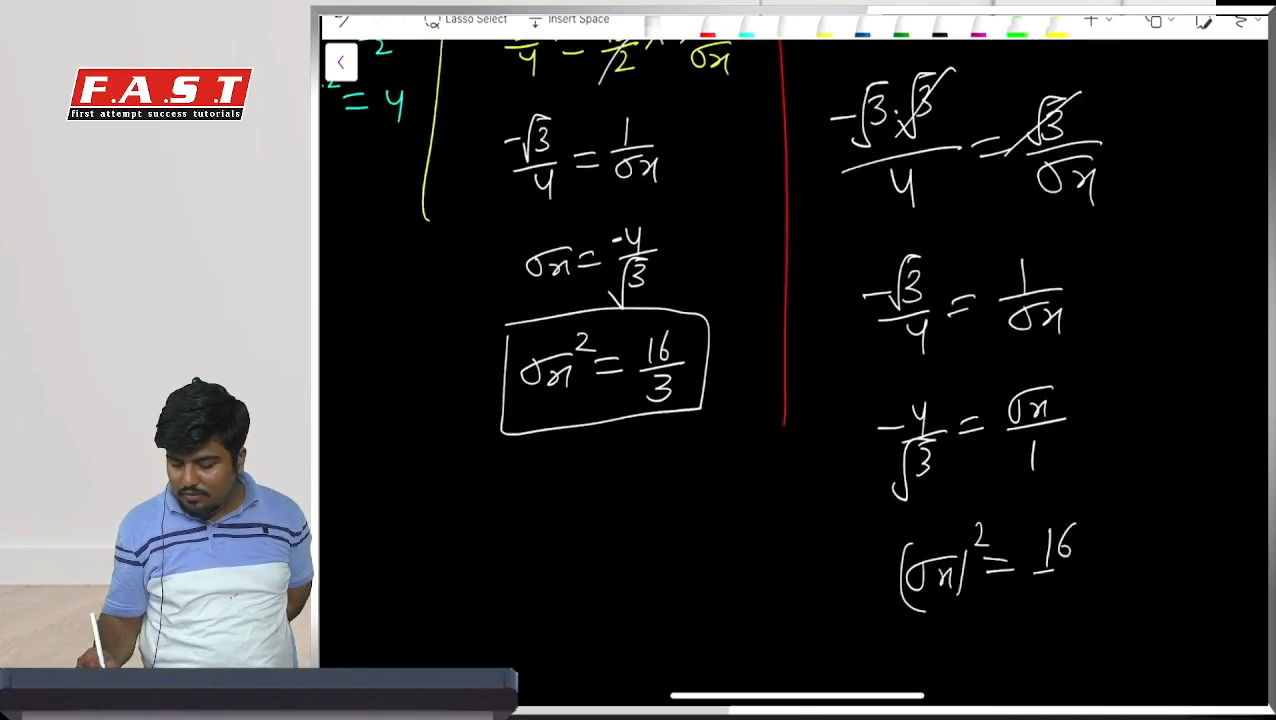 Lasso Select
Insert Space
F.A.S.T
first attempt success tutorials
-2
= 4
-√3/4 = 1/σx
σx = -4/√3
σx² = 16/3
-√3·√3/4 = √3/σx
-√3/4 = 1/σx
-4/√3 = σx/1
(σx)² = 16